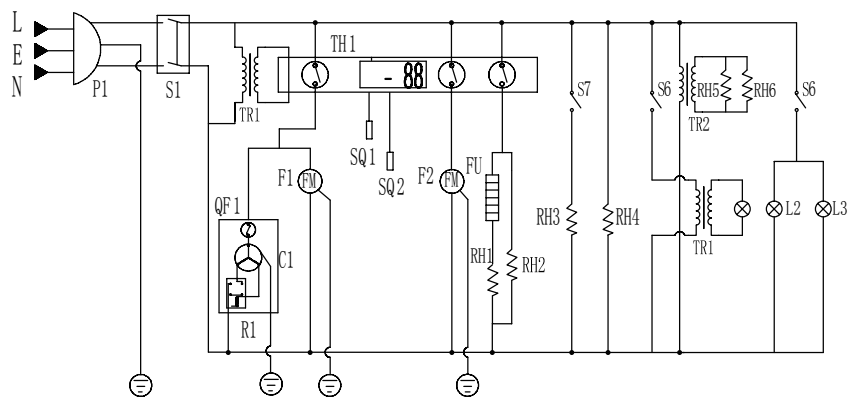 L
E
N
P1
S1
TR1
TH1
- 88
SQ1
SQ2
F1
FM
F2
FM
FU
QF1
C1
R1
RH1
RH2
S7
RH3
RH4
S6
RH5
RH6
TR2
S6
TR1
L2
L3